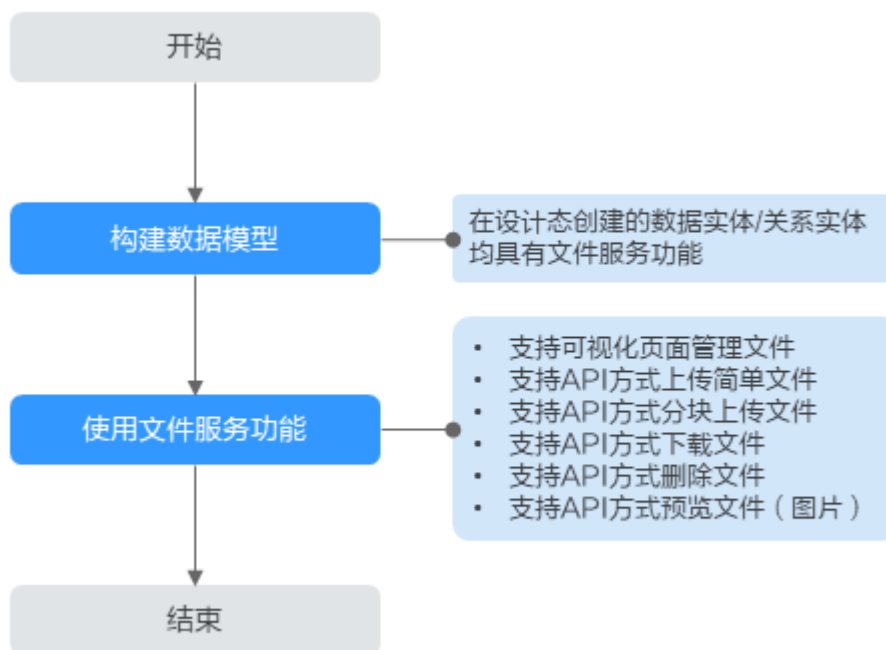 开始
构建数据模型
在设计态创建的数据实体/关系实体
均具有文件服务功能
使用文件服务功能
• 支持可视化页面管理文件
• 支持API方式上传简单文件
• 支持API方式分块上传文件
• 支持API方式下载文件
• 支持API方式删除文件
• 支持API方式预览文件（图片）
结束